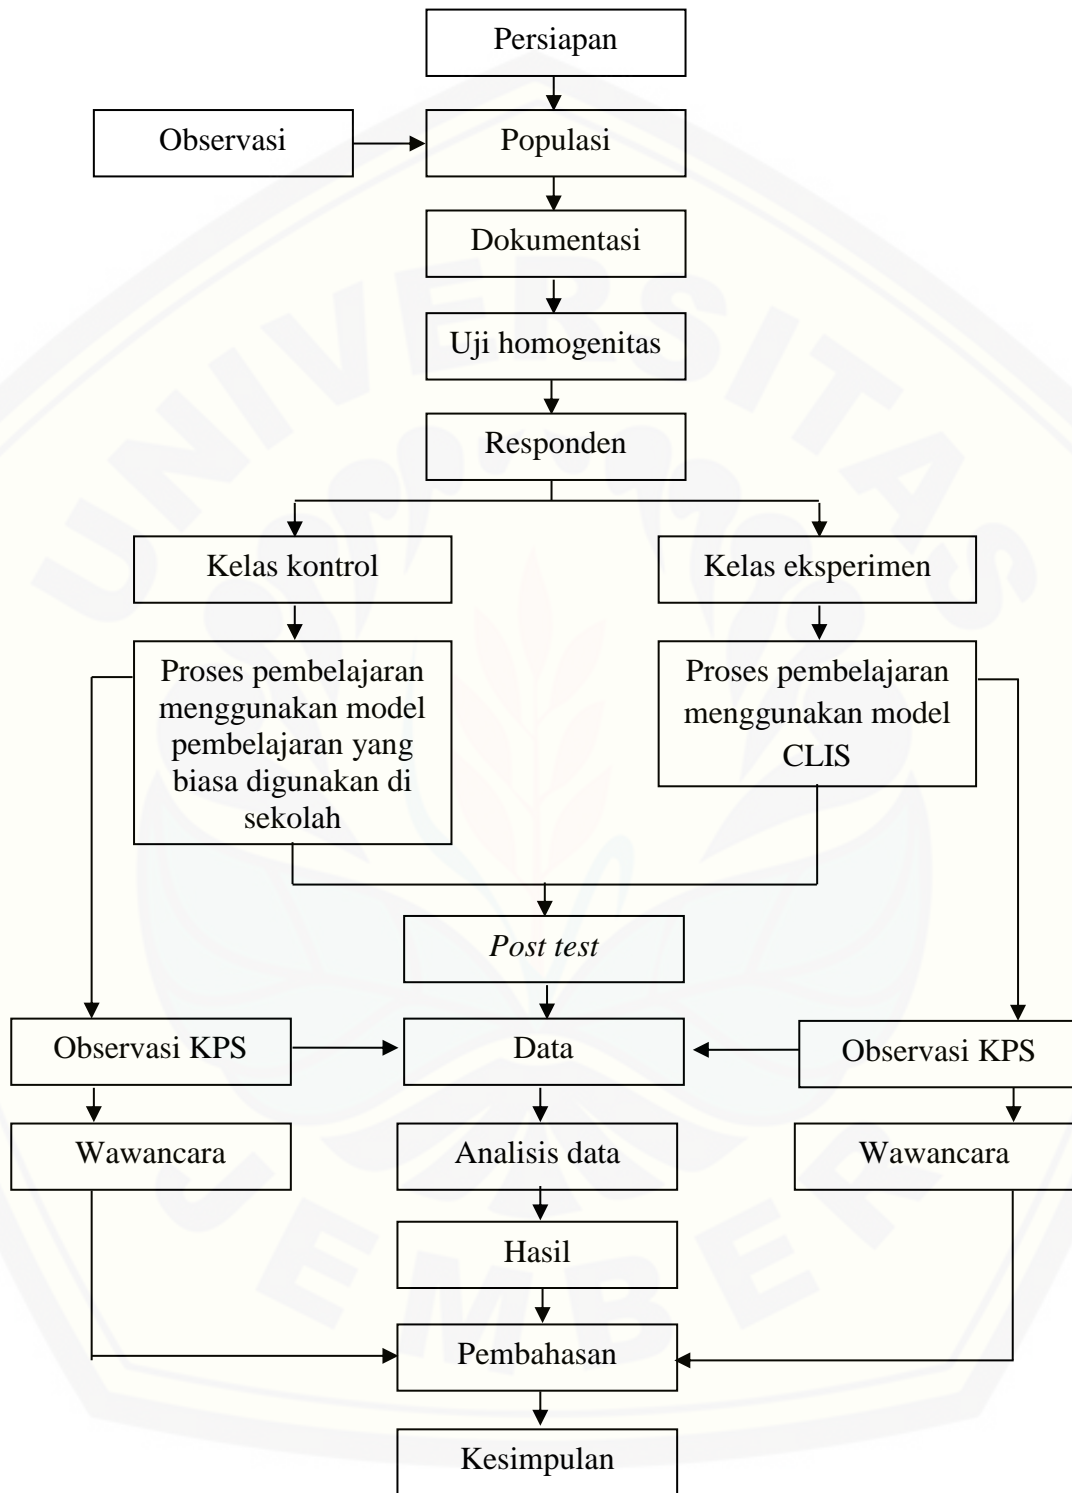 Persiapan
Observasi
Populasi
Dokumentasi
Uji homogenitas
Responden
Kelas kontrol
Kelas eksperimen
Proses pembelajaran
menggunakan model
pembelajaran yang
biasa digunakan di
sekolah
Proses pembelajaran
menggunakan model
CLIS
Post test
Observasi KPS
Data
Observasi KPS
Wawancara
Analisis data
Wawancara
Hasil
Pembahasan
Kesimpulan
UNIVERSITAS
JEMBER